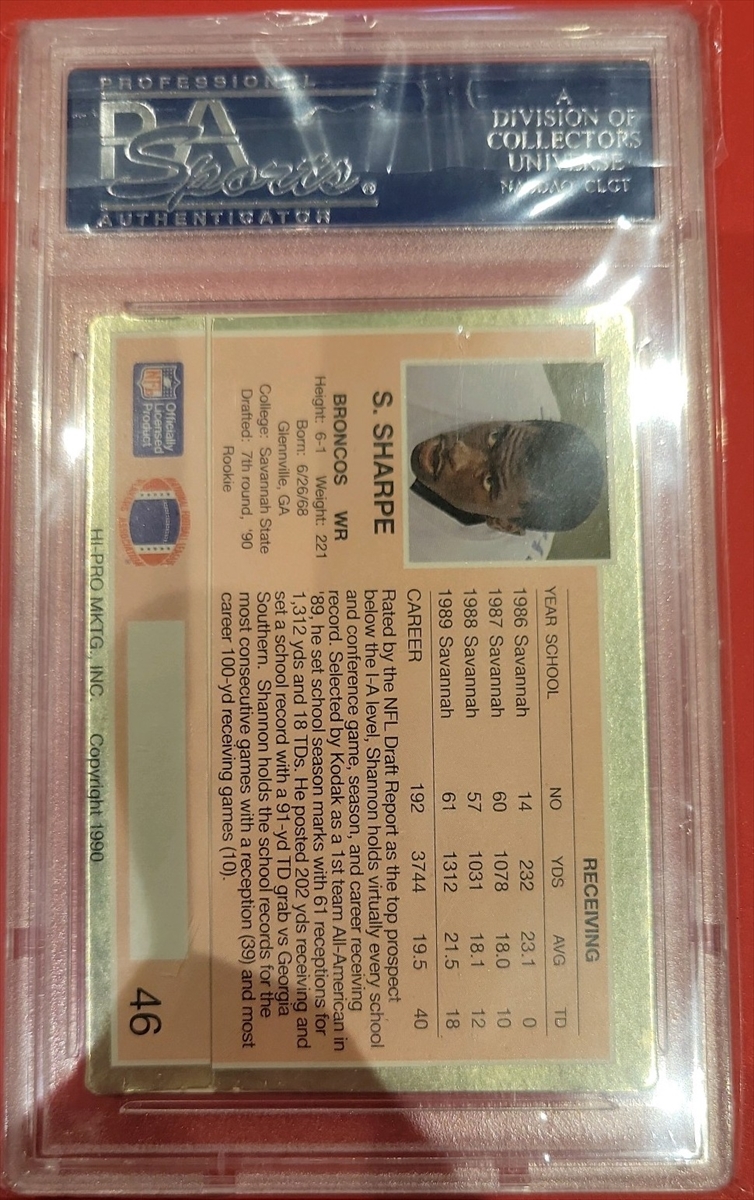 PROFESSIONAL
PSA
Sports®
AUTHENTICATOR
A
DIVISION OF
COLLECTORS
UNIVERSE
NASDAQ CLCT
S. SHARPE
BRONCOS WR
Height: 6-1 Weight: 221
Born: 6/26/68
Glennville, GA
College: Savannah State
Drafted: 7th round, '90
Rookie
RECEIVING
YEAR SCHOOL NO YDS AVG TD
1986 Savannah 14 232 23.1 0
1987 Savannah 60 1078 18.0 10
1988 Savannah 57 1031 18.1 12
1989 Savannah 61 1312 21.5 18
CAREER 192 3744 19.5 40
Rated by the NFL Draft Report as the top prospect
below the I-A level, Shannon holds virtually every school
and conference game, season, and career receiving
record. Selected by Kodak as a 1st team All-American in
'89, he set school season marks with 61 receptions for
1,312 yds and 18 TDs. He posted 202 yds receiving and
set a school record with a 91-yd TD grab vs Georgia
Southern. Shannon holds the school records for the
most consecutive games with a reception (39) and most
career 100-yd receiving games (10).
NFL
Officially
Licensed
Product
46
HI-PRO MKTG., INC. Copyright 1990